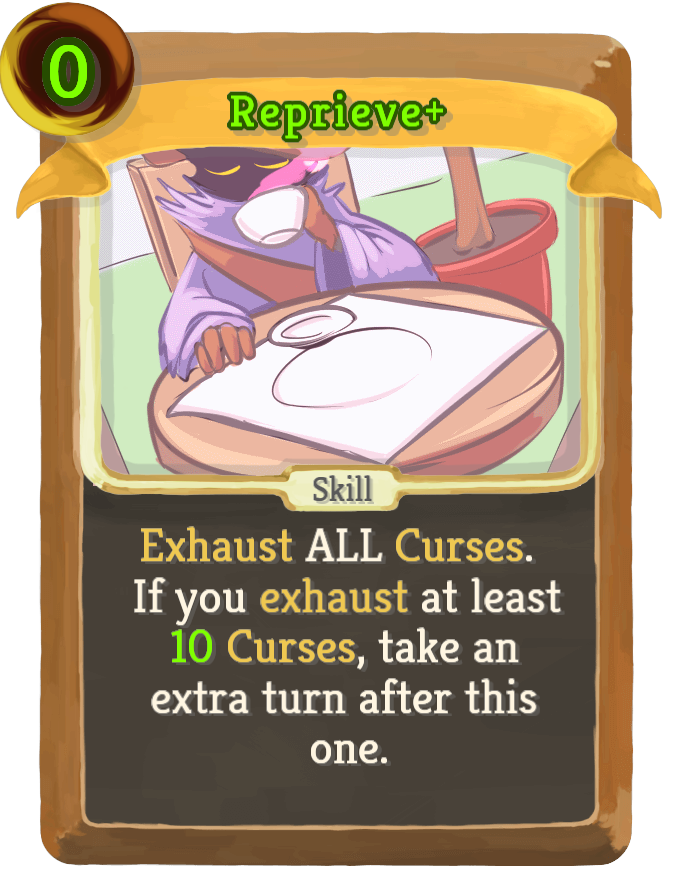 0
Reprieve+
Skill
Exhaust ALL Curses.
If you exhaust at least
10 Curses, take an
extra turn after this
one.